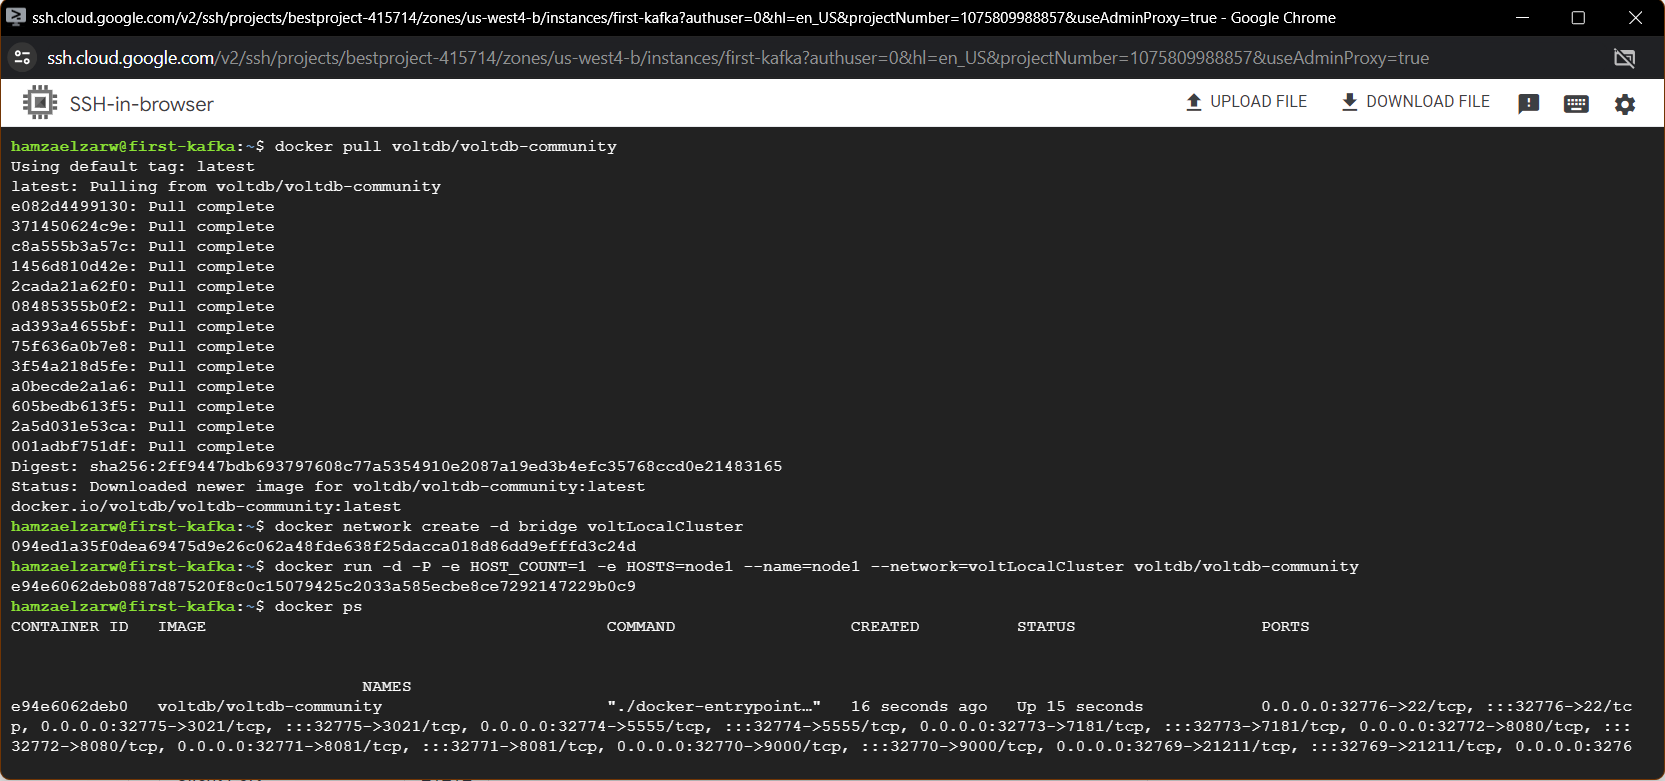 ssh.cloud.google.com/v2/ssh/projects/bestproject-415714/zones/us-west4-b/instances/first-kafka?authuser=0&hl=en_US&projectNumber=1075809988857&useAdminProxy=true - Google Chrome
ssh.cloud.google.com/v2/ssh/projects/bestproject-415714/zones/us-west4-b/instances/first-kafka?authuser=0&hl=en_US&projectNumber=1075809988857&useAdminProxy=true
SSH-in-browser UPLOAD FILE DOWNLOAD FILE
hamzaelzarw@first-kafka:~$ docker pull voltdb/voltdb-community
Using default tag: latest
latest: Pulling from voltdb/voltdb-community
e082d4499130: Pull complete
371450624c9e: Pull complete
c8a555b3a57c: Pull complete
1456d810d42e: Pull complete
2cada21a62f0: Pull complete
08485355b0f2: Pull complete
ad393a4655bf: Pull complete
75f636a0b7e8: Pull complete
3f54a218d5fe: Pull complete
a0becde2a1a6: Pull complete
605bedb613f5: Pull complete
2a5d031e53ca: Pull complete
001adbf751df: Pull complete
Digest: sha256:2ff9447bdb693797608c77a5354910e2087a19ed3b4efc35768ccd0e21483165
Status: Downloaded newer image for voltdb/voltdb-community:latest
docker.io/voltdb/voltdb-community:latest
hamzaelzarw@first-kafka:~$ docker network create -d bridge voltLocalCluster
094ed1a35f0dea69475d9e26c062a48fde638f25dacca018d86dd9efffd3c24d
hamzaelzarw@first-kafka:~$ docker run -d -P -e HOST_COUNT=1 -e HOSTS=node1 --name=node1 --network=voltLocalCluster voltdb/voltdb-community
e94e6062deb0887d87520f8c0c15079425c2033a585ecbe8ce7292147229b0c9
hamzaelzarw@first-kafka:~$ docker ps
CONTAINER ID IMAGE COMMAND CREATED STATUS PORTS
NAMES
e94e6062deb0 voltdb/voltdb-community "./docker-entrypoint…" 16 seconds ago Up 15 seconds 0.0.0.0:32776->22/tcp, :::32776->22/tc
p, 0.0.0.0:32775->3021/tcp, :::32775->3021/tcp, 0.0.0.0:32774->5555/tcp, :::32774->5555/tcp, 0.0.0.0:32773->7181/tcp, :::32773->7181/tcp, 0.0.0.0:32772->8080/tcp, :::
32772->8080/tcp, 0.0.0.0:32771->8081/tcp, :::32771->8081/tcp, 0.0.0.0:32770->9000/tcp, :::32770->9000/tcp, 0.0.0.0:32769->21211/tcp, :::32769->21211/tcp, 0.0.0.0:3276